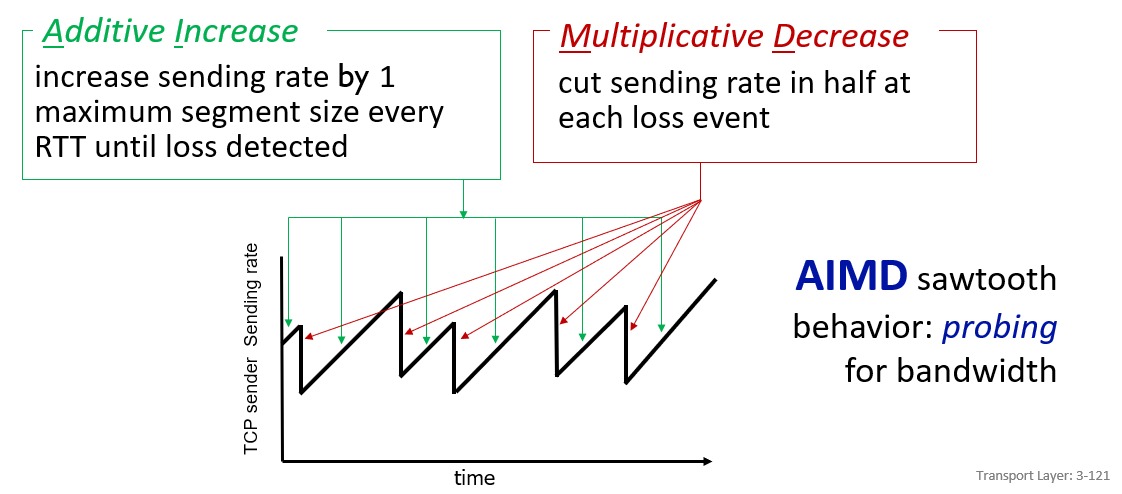 Additive Increase
increase sending rate by 1
maximum segment size every
RTT until loss detected
Multiplicative Decrease
cut sending rate in half at
each loss event
TCP sender Sending rate
time
AIMD sawtooth
behavior: probing
for bandwidth
Transport Layer: 3-121